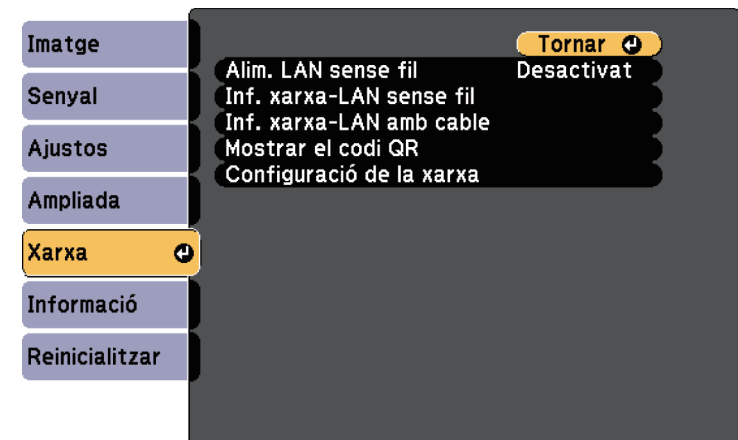 Imatge
Senyal
Ajustos
Ampliada
Xarxa
Informació
Reinicialitzar
Tornar
Alim. LAN sense fil Desactivat
Inf. xarxa-LAN sense fil
Inf. xarxa-LAN amb cable
Mostrar el codi QR
Configuració de la xarxa